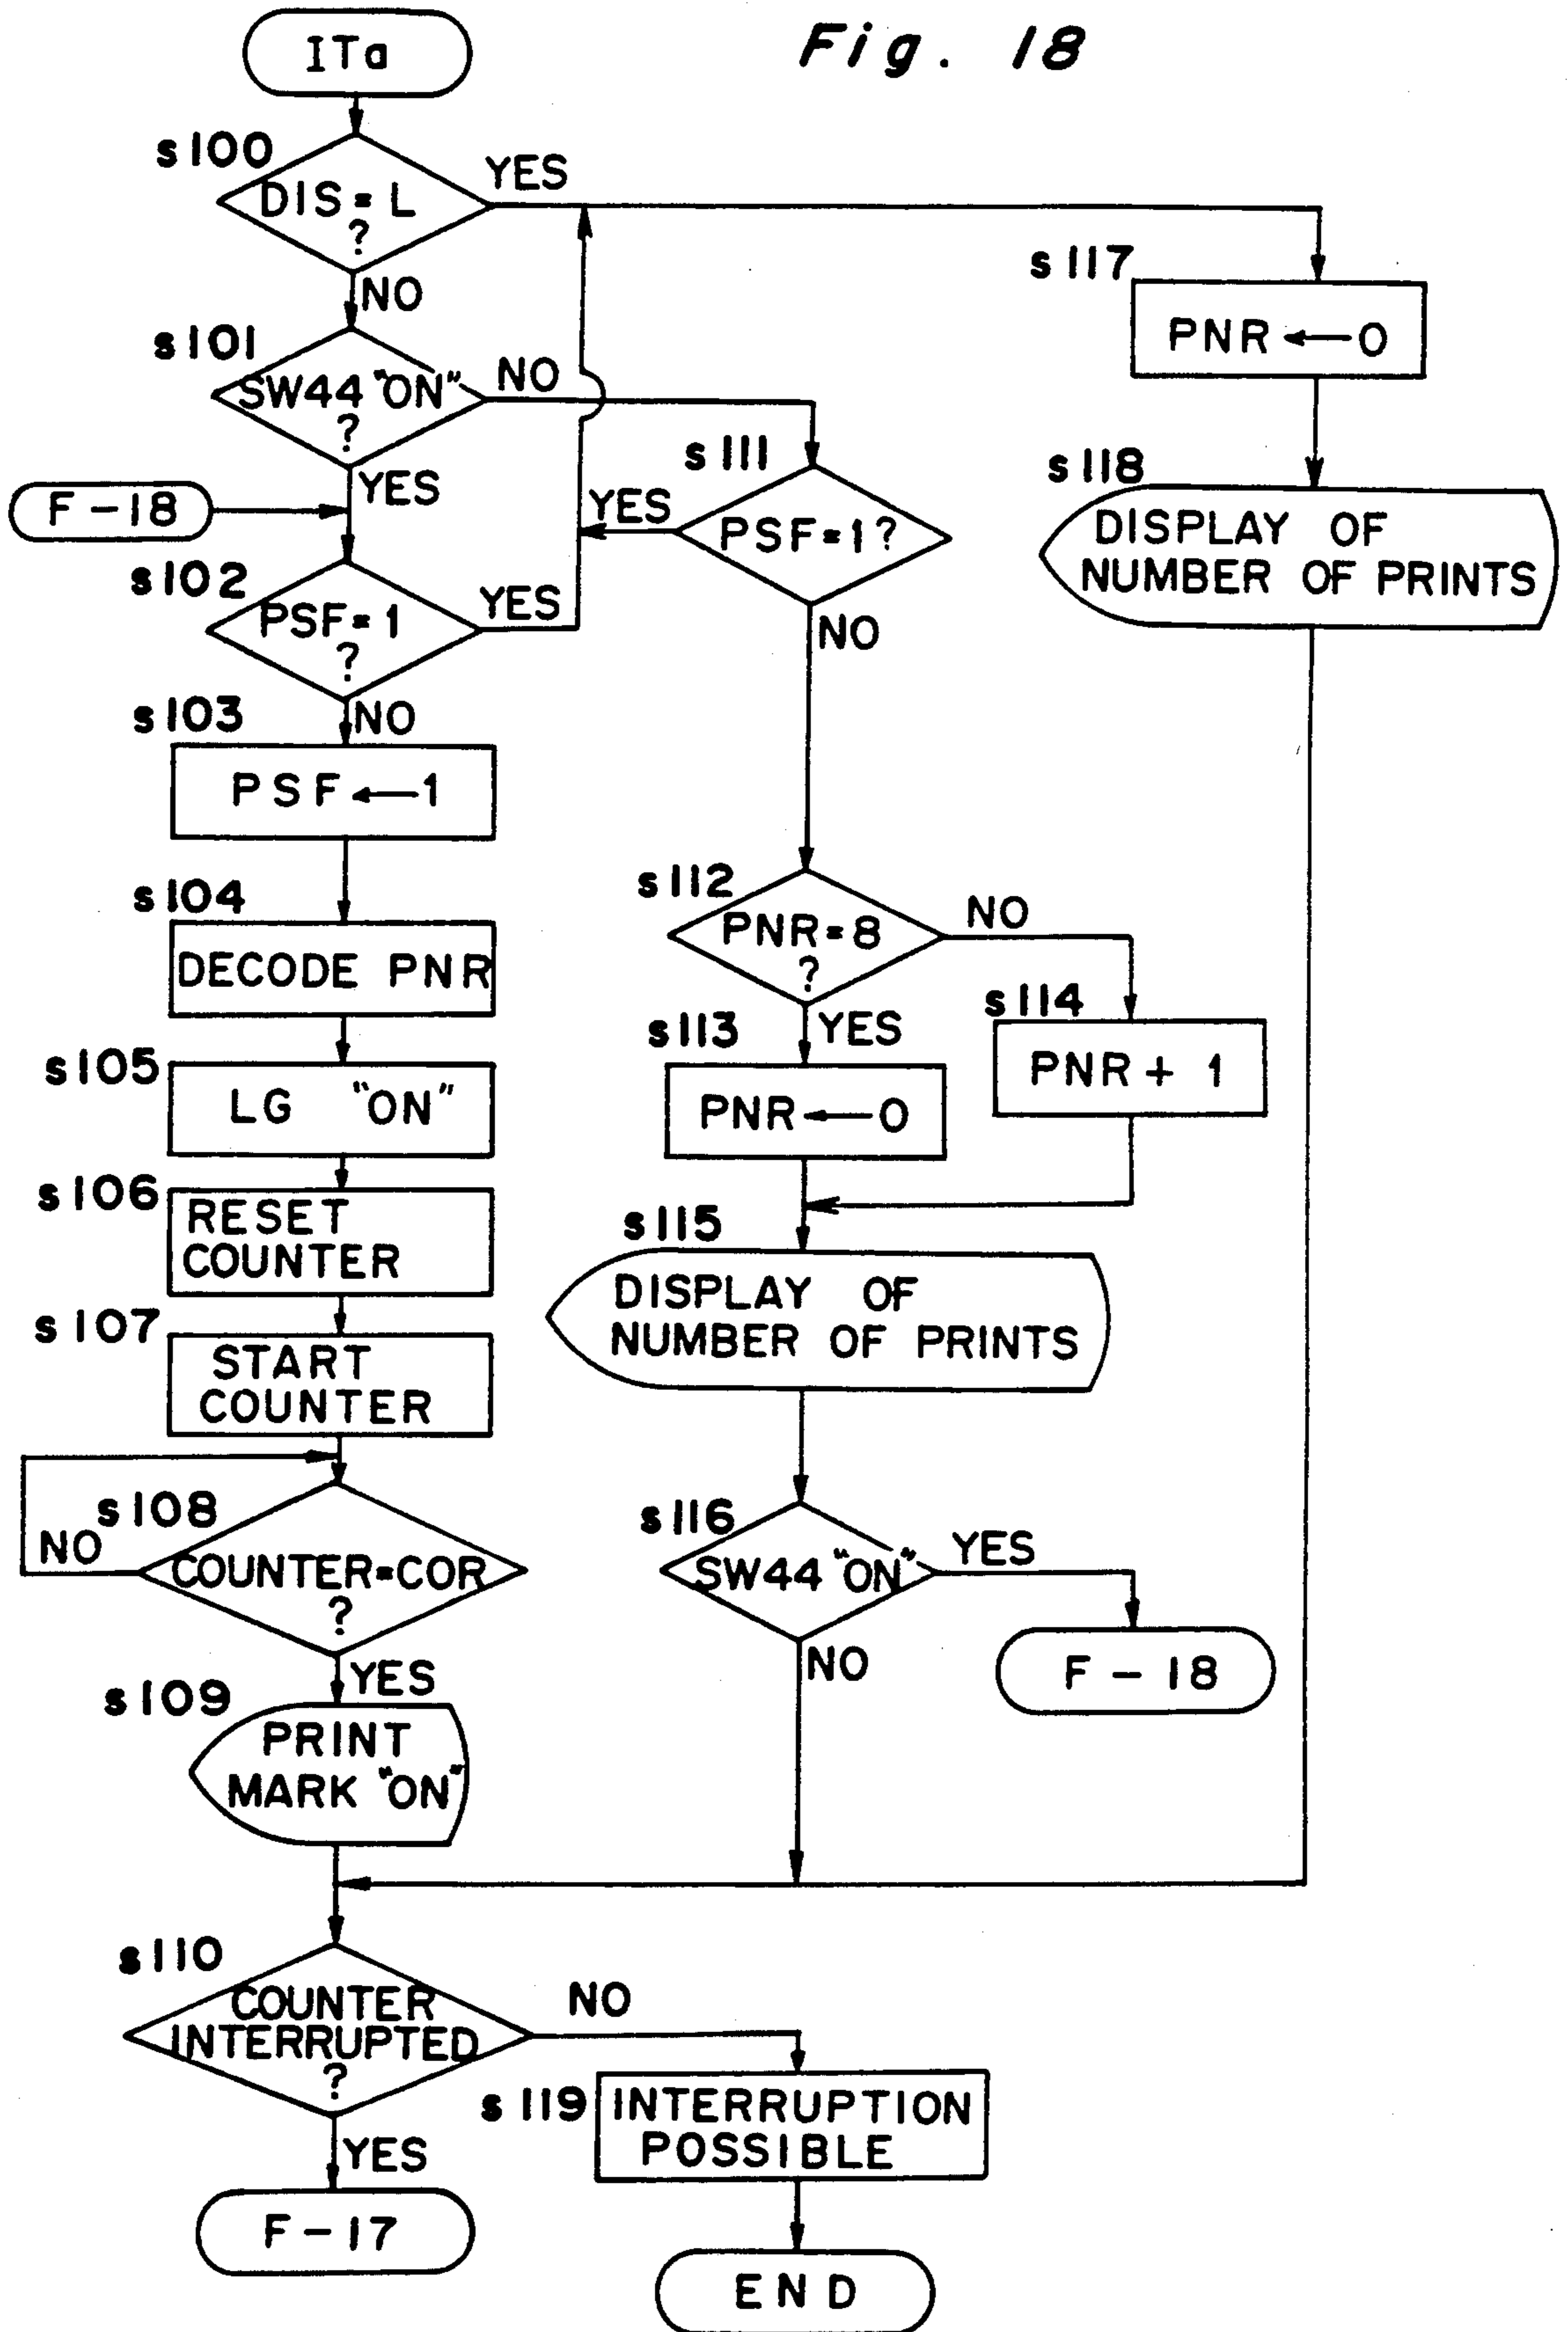 Fig. 18
ITa
s100
DIS=L
?
YES
NO
s101
SW44 "ON"
?
NO
YES
F-18
s102
PSF=1
?
YES
NO
s103
PSF←1
s104
DECODE PNR
s105
LG "ON"
s106
RESET
COUNTER
s107
START
COUNTER
s108
NO
COUNTER=COR
?
YES
s109
PRINT
MARK "ON"
s110
COUNTER
INTERRUPTED
?
NO
YES
F-17
s111
YES
PSF=1?
NO
s112
PNR=8
?
NO
YES
s113
PNR←0
s114
PNR+1
s115
DISPLAY OF
NUMBER OF PRINTS
s116
SW44 "ON"
YES
NO
F-18
s117
PNR←0
s118
DISPLAY OF
NUMBER OF PRINTS
s119
INTERRUPTION
POSSIBLE
END